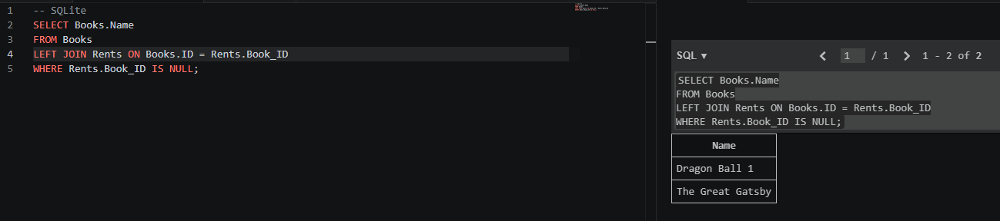 1 -- SQLite
2 SELECT Books.Name
3 FROM Books
4 LEFT JOIN Rents ON Books.ID = Rents.Book_ID
5 WHERE Rents.Book_ID IS NULL;
SQL ▼ < 1 / 1 > 1 - 2 of 2
SELECT Books.Name
FROM Books
LEFT JOIN Rents ON Books.ID = Rents.Book_ID
WHERE Rents.Book_ID IS NULL;
Name
Dragon Ball 1
The Great Gatsby